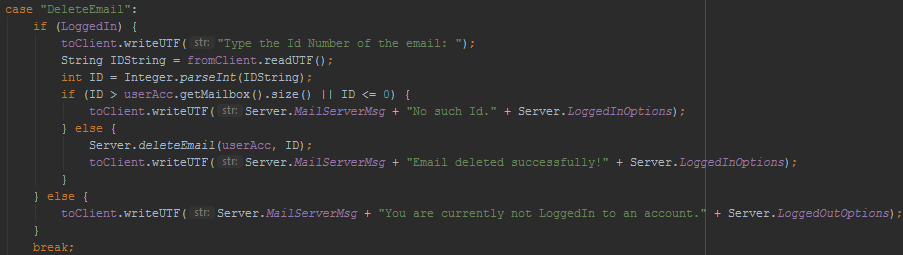 case "DeleteEmail":
if (LoggedIn) {
toClient.writeUTF( str: "Type the Id Number of the email: ");
String IDString = fromClient.readUTF();
int ID = Integer.parseInt(IDString);
if (ID > userAcc.getMailbox().size() || ID <= 0) {
toClient.writeUTF( str: Server.MailServerMsg + "No such Id." + Server.LoggedInOptions);
} else {
Server.deleteEmail(userAcc, ID);
toClient.writeUTF( str: Server.MailServerMsg + "Email deleted successfully!" + Server.LoggedInOptions);
}
} else {
toClient.writeUTF( str: Server.MailServerMsg + "You are currently not LoggedIn to an account." + Server.LoggedOutOptions);
}
break;